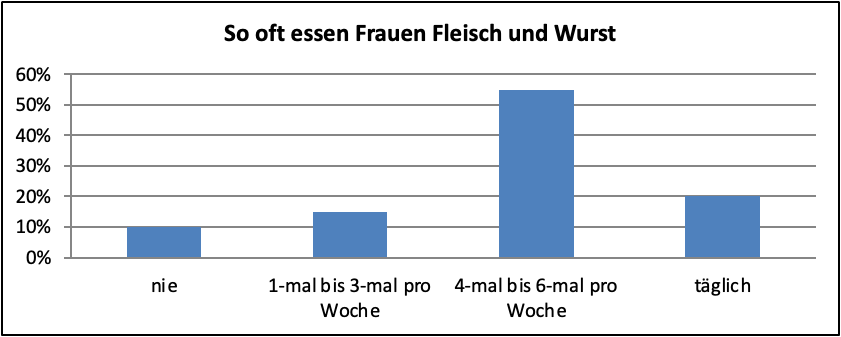 So oft essen Frauen Fleisch und Wurst
60%
50%
40%
30%
20%
10%
0%
nie
1-mal bis 3-mal pro
Woche
4-mal bis 6-mal pro
Woche
täglich